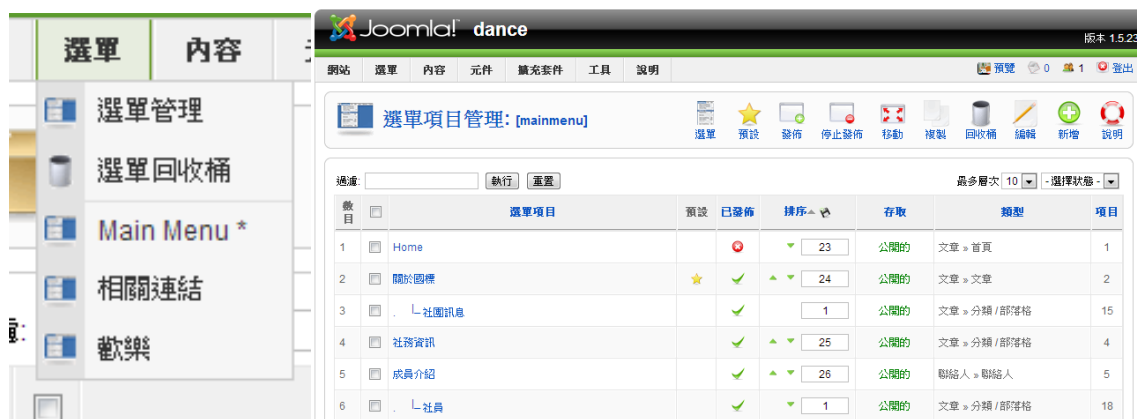 選單 內容
選單管理
選單回收桶
Main Menu *
相關連結
歡樂
Joomla! dance
版本 1.5.23
網站 選單 內容 元件 擴充套件 工具 說明
預覽 0 1 登出
選單項目管理: [mainmenu]
選單 預設 發佈 停止發佈 移動 複製 回收桶 編輯 新增 說明
過濾: 執行 重置 最多層次 10 - 選擇狀態 -
數目 選單項目 預設 已發佈 排序 存取 類型 項目
1 Home 23 公開的 文章 » 首頁 1
2 關於國標 24 公開的 文章 » 文章 2
3 . 社團訊息 1 公開的 文章 » 分類 / 部落格 15
4 社務資訊 25 公開的 文章 » 分類 / 部落格 4
5 成員介紹 26 公開的 聯絡人 » 聯絡人 5
6 . 社員 1 公開的 文章 » 分類 / 部落格 18